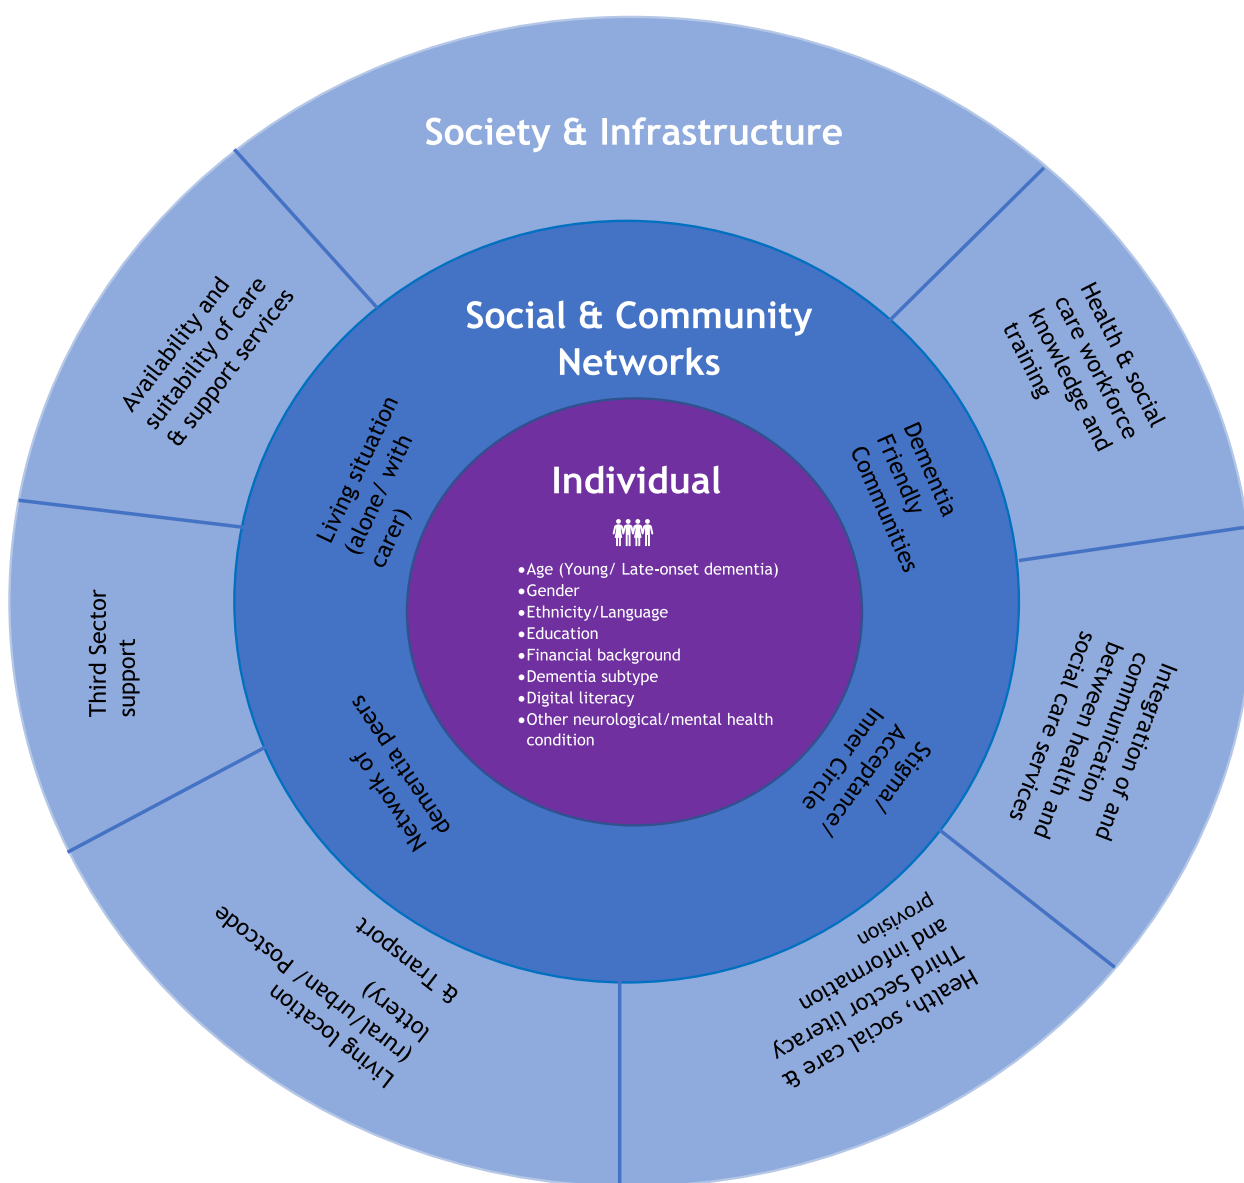 Society & Infrastructure
Social & Community
Networks
Individual
•Age (Young/ Late-onset dementia)
•Gender
•Ethnicity/Language
•Education
•Financial background
•Dementia subtype
•Digital literacy
•Other neurological/mental health
condition
Living situation
(alone/ with
carer)
Dementia
Friendly
Communities
Stigma/
Acceptance/
Inner Circle
Network of
dementia peers
Availability and
suitability of care
& support services
Health & social
care workforce
knowledge and
training
Integration of and
communication
between health and
social care services
Health, social care &
Third Sector literacy
and information
provision
Living location
(rural/urban/ Postcode
lottery)
& Transport
Third Sector
support